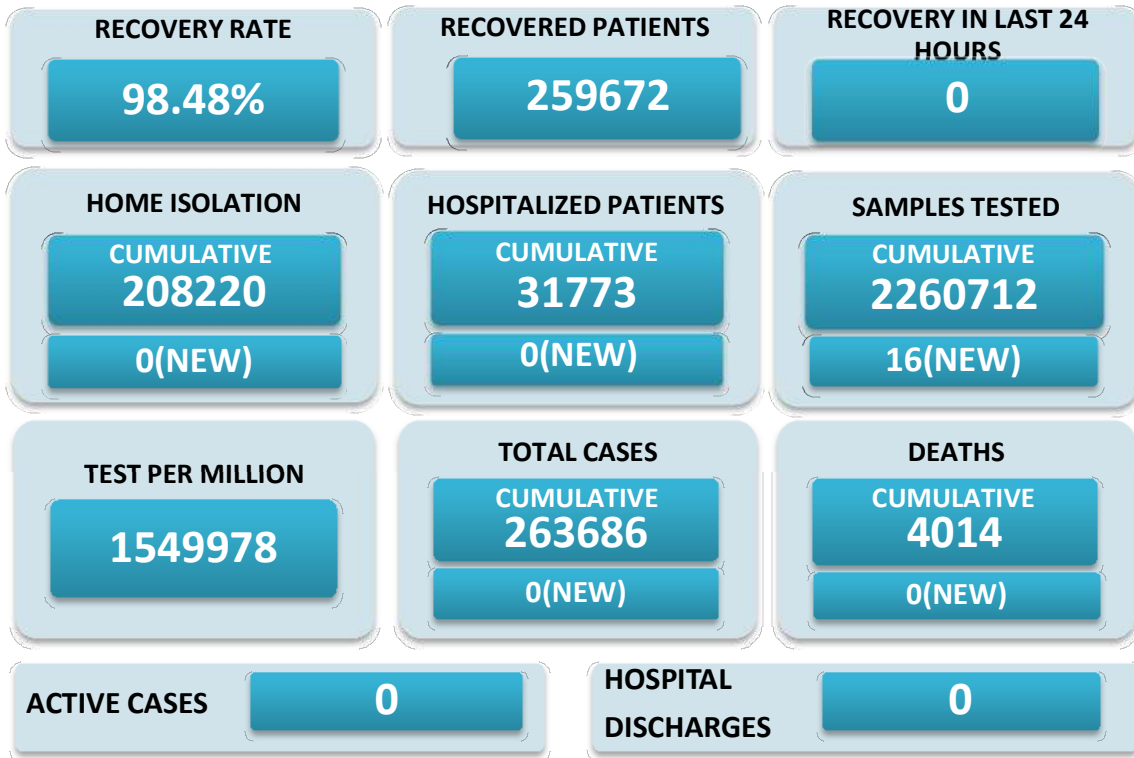 RECOVERY RATE
98.48%
RECOVERED PATIENTS
259672
RECOVERY IN LAST 24
HOURS
0
HOME ISOLATION
CUMULATIVE
208220
0(NEW)
HOSPITALIZED PATIENTS
CUMULATIVE
31773
0(NEW)
SAMPLES TESTED
CUMULATIVE
2260712
16(NEW)
TEST PER MILLION
1549978
TOTAL CASES
CUMULATIVE
263686
0(NEW)
DEATHS
CUMULATIVE
4014
0(NEW)
ACTIVE CASES
0
HOSPITAL
DISCHARGES
0